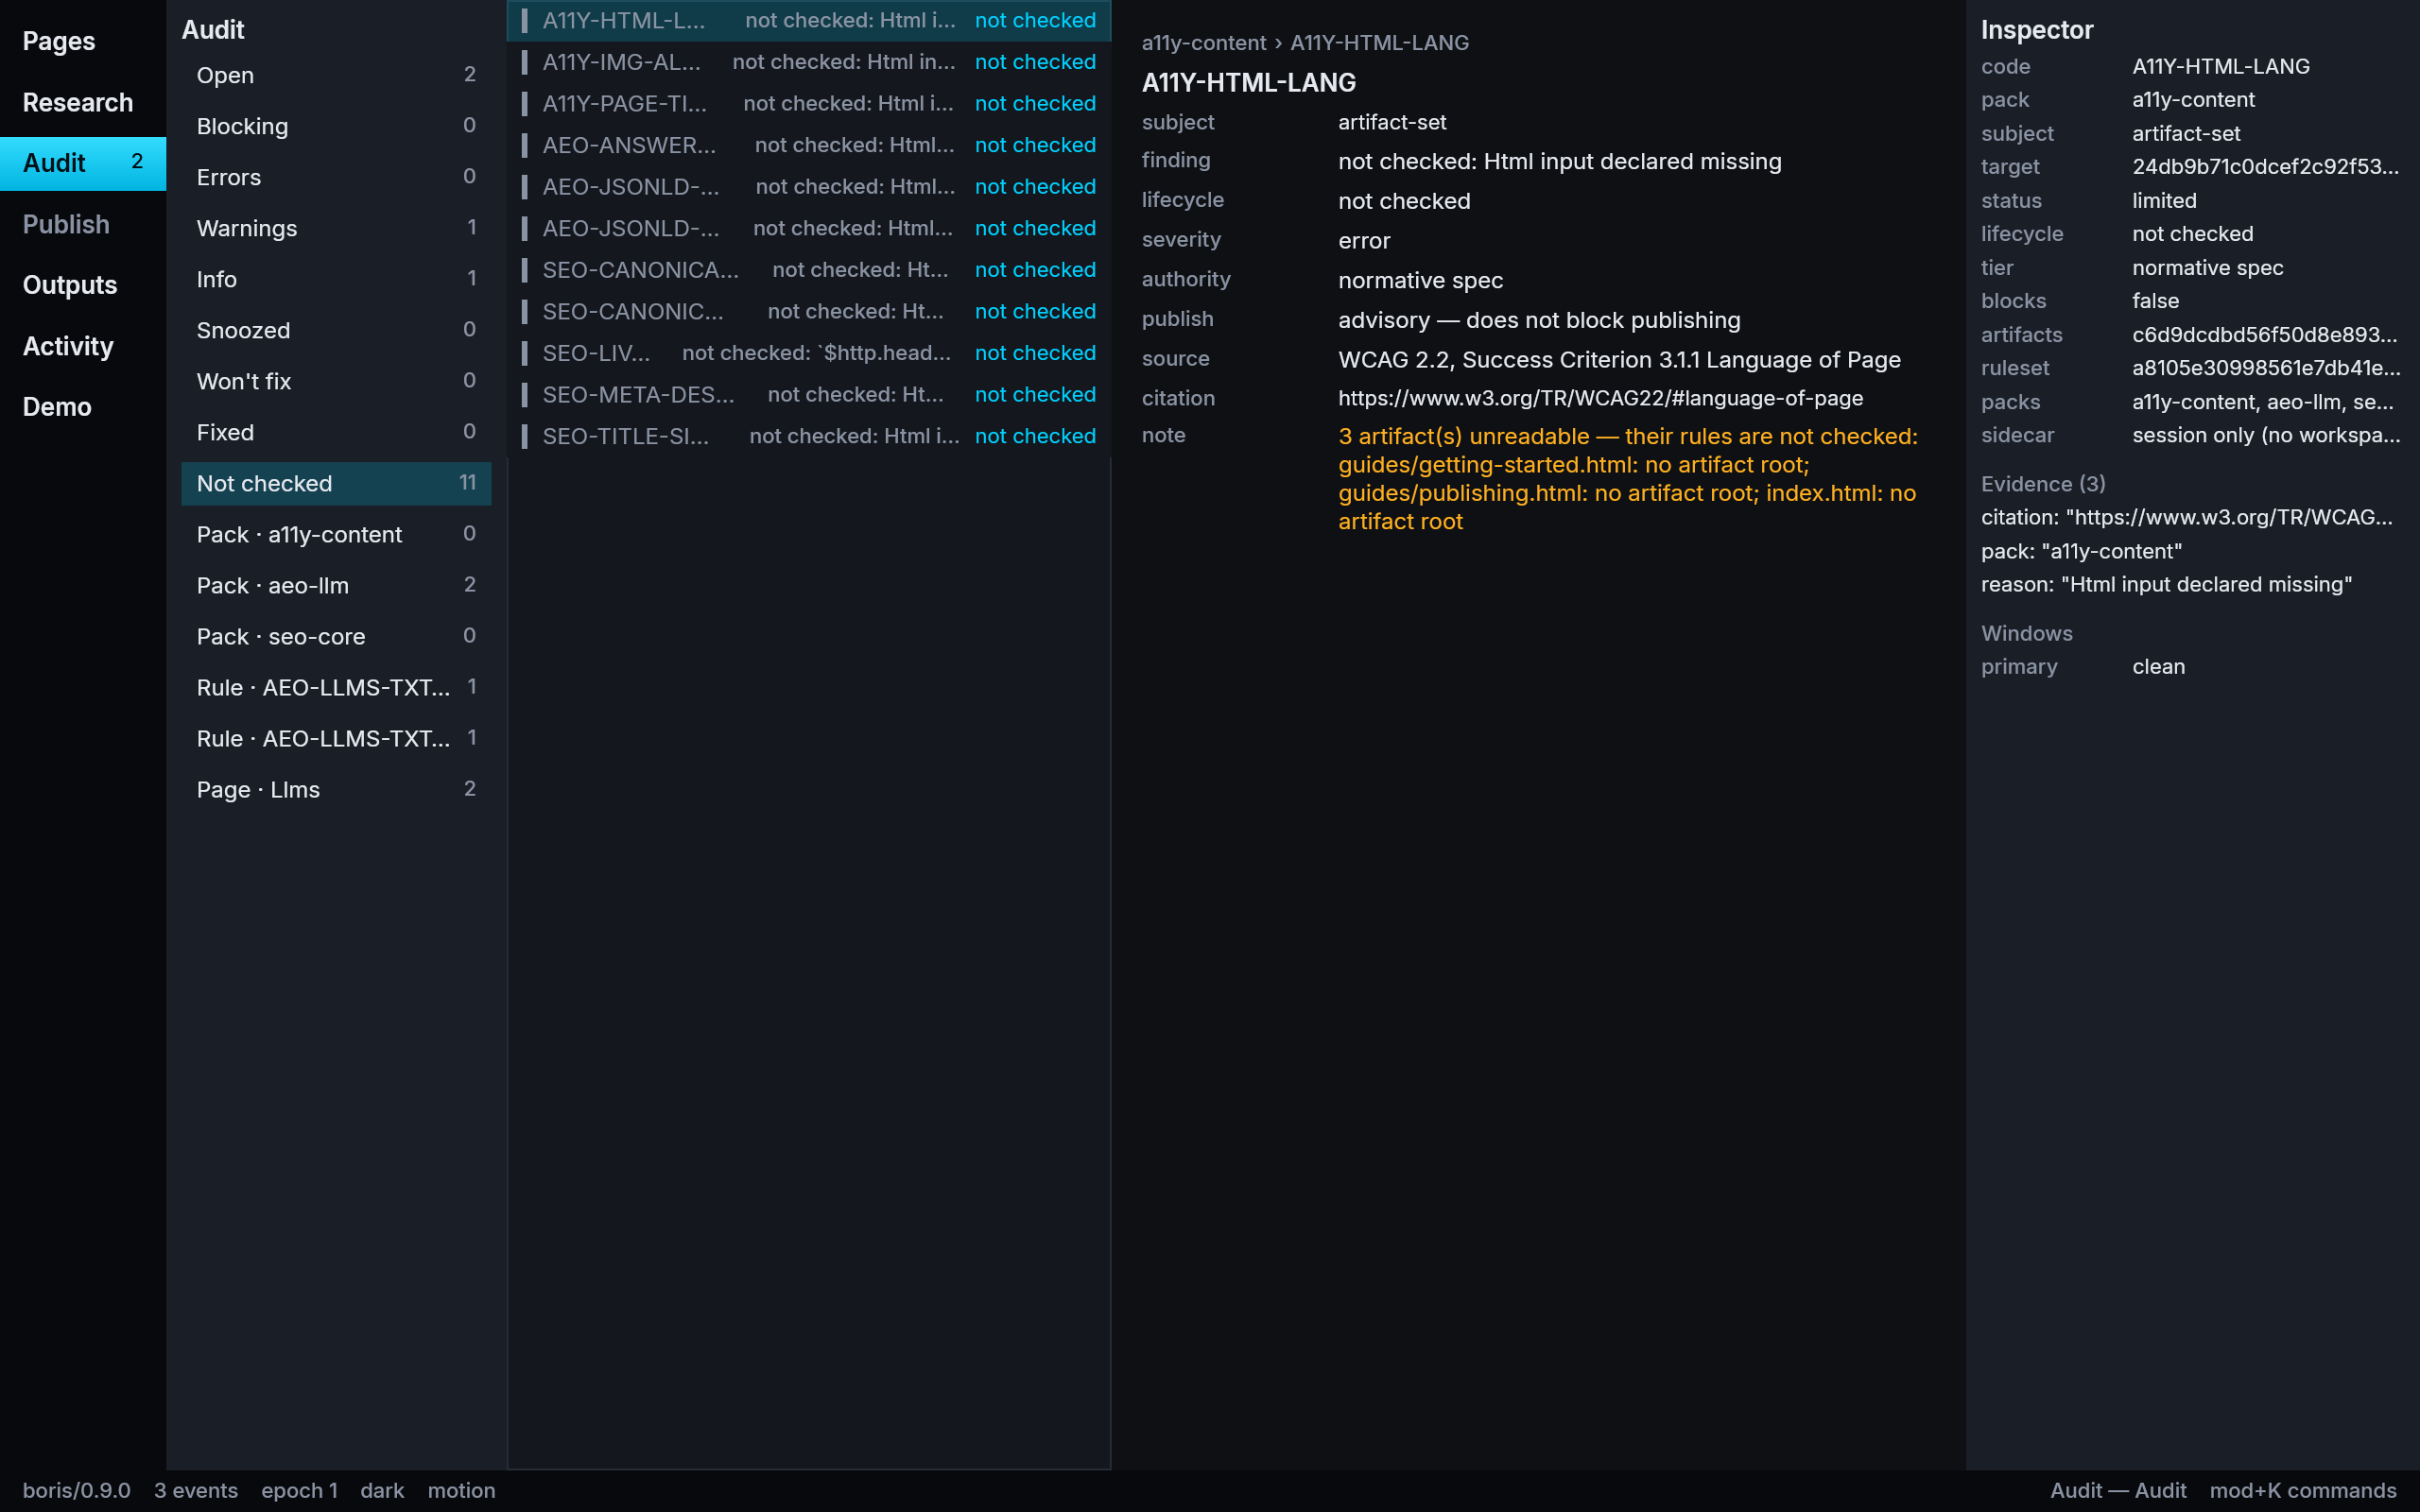 Pages
Research
Audit 2
Publish
Outputs
Activity
Demo
Audit
Open 2
Blocking 0
Errors 0
Warnings 1
Info 1
Snoozed 0
Won't fix 0
Fixed 0
Not checked 11
Pack · a11y-content 0
Pack · aeo-llm 2
Pack · seo-core 0
Rule · AEO-LLMS-TXT... 1
Rule · AEO-LLMS-TXT... 1
Page · Llms 2
A11Y-HTML-L... not checked: Html i... not checked
A11Y-IMG-AL... not checked: Html in... not checked
A11Y-PAGE-TI... not checked: Html i... not checked
AEO-ANSWER... not checked: Html... not checked
AEO-JSONLD-... not checked: Html... not checked
AEO-JSONLD-... not checked: Html... not checked
SEO-CANONICA... not checked: Ht... not checked
SEO-CANONIC... not checked: Ht... not checked
SEO-LIV... not checked: `$http.head... not checked
SEO-META-DES... not checked: Ht... not checked
SEO-TITLE-SI... not checked: Html i... not checked
a11y-content › A11Y-HTML-LANG
A11Y-HTML-LANG
subject artifact-set
finding not checked: Html input declared missing
lifecycle not checked
severity error
authority normative spec
publish advisory — does not block publishing
source WCAG 2.2, Success Criterion 3.1.1 Language of Page
citation https://www.w3.org/TR/WCAG22/#language-of-page
note 3 artifact(s) unreadable — their rules are not checked:
guides/getting-started.html: no artifact root;
guides/publishing.html: no artifact root; index.html: no
artifact root
Inspector
code A11Y-HTML-LANG
pack a11y-content
subject artifact-set
target 24db9b71c0dcef2c92f53...
status limited
lifecycle not checked
tier normative spec
blocks false
artifacts c6d9dcdbd56f50d8e893...
ruleset a8105e30998561e7db41e...
packs a11y-content, aeo-llm, se...
sidecar session only (no workspa...
Evidence (3)
citation: "https://www.w3.org/TR/WCAG...
pack: "a11y-content"
reason: "Html input declared missing"
Windows
primary clean
boris/0.9.0 3 events epoch 1 dark motion
Audit — Audit mod+K commands